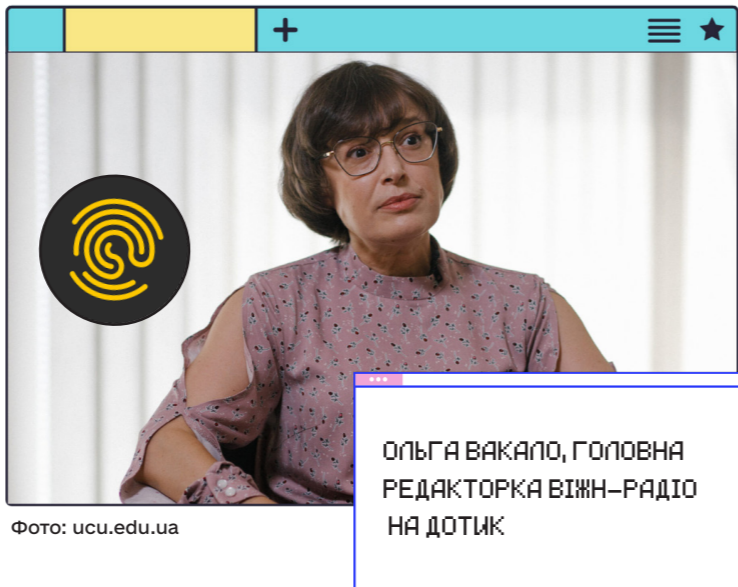 Фото: ucu.edu.ua
ОЛЬГА ВАКАЛО, ГОЛОВНА
РЕДАКТОРКА ВІЖН–РАДІО
НА ДОТИК